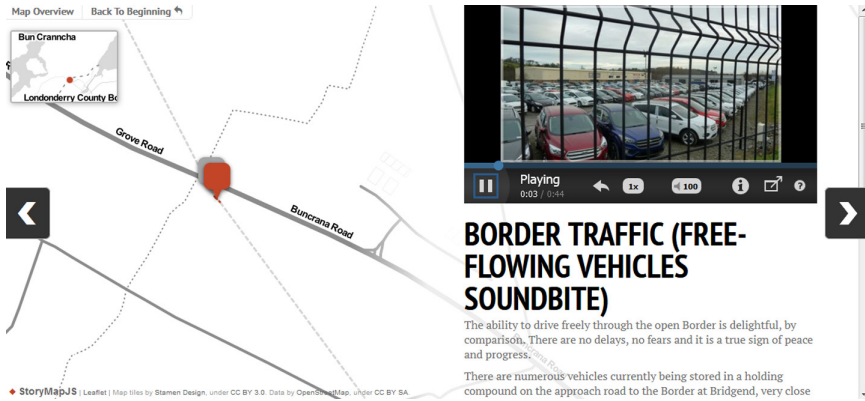 Map Overview
Back To Beginning
Bun Cranncha
Londonderry County Bo
Grove Road
Buncrana Road
Playing
0:03 / 0:44
1x
100
BORDER TRAFFIC (FREE-
FLOWING VEHICLES
SOUNDBITE)
The ability to drive freely through the open Border is delightful, by
comparison. There are no delays, no fears and it is a true sign of peace
and progress.
Buncrana Road
There are numerous vehicles currently being stored in a holding
compound on the approach road to the Border at Bridgend, very close
StoryMapJS | Leaflet | Map tiles by Stamen Design, under CC BY 3.0. Data by OpenStreetMap, under CC BY SA